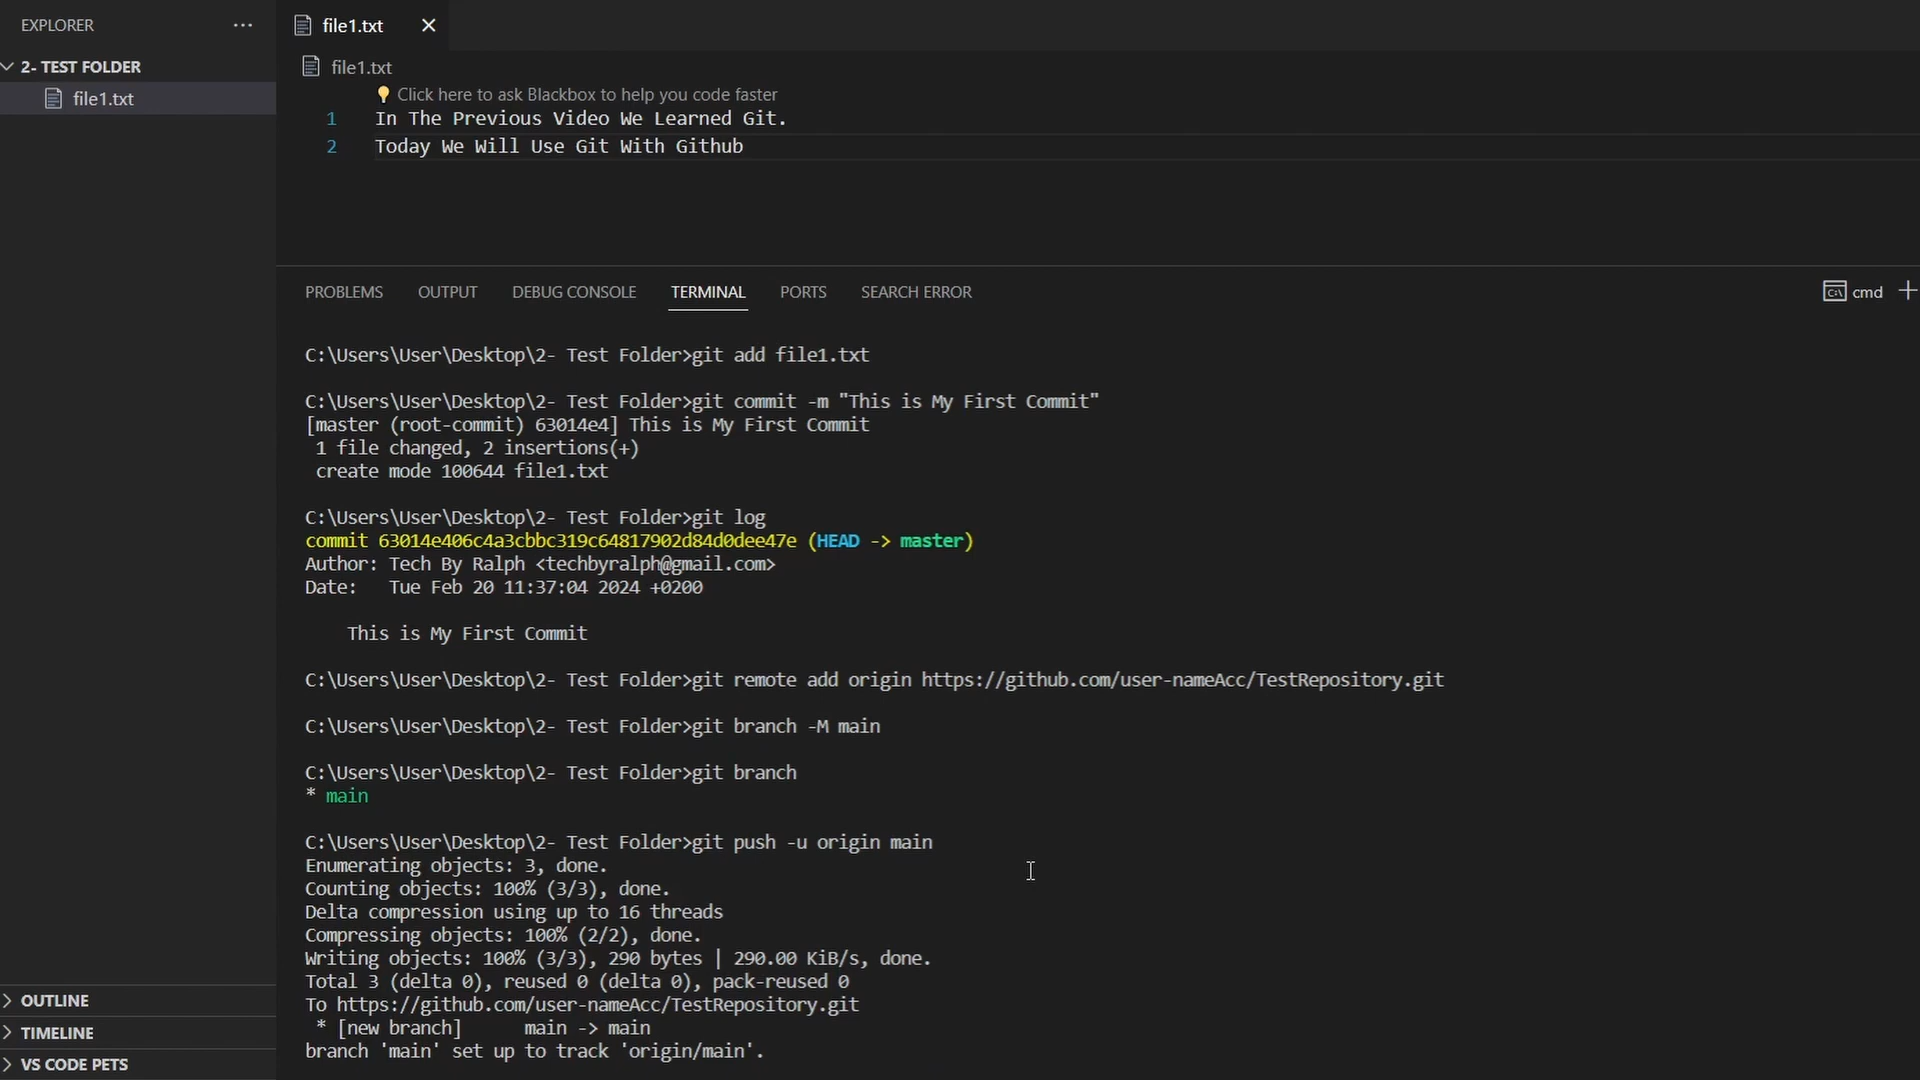 EXPLORER
2- TEST FOLDER
file1.txt
OUTLINE
TIMELINE
VS CODE PETS
file1.txt
file1.txt
Click here to ask Blackbox to help you code faster
1 In The Previous Video We Learned Git.
2 Today We Will Use Git With Github
PROBLEMS OUTPUT DEBUG CONSOLE TERMINAL PORTS SEARCH ERROR cmd
C:\Users\User\Desktop\2- Test Folder>git add file1.txt
C:\Users\User\Desktop\2- Test Folder>git commit -m "This is My First Commit"
[master (root-commit) 63014e4] This is My First Commit
1 file changed, 2 insertions(+)
create mode 100644 file1.txt
C:\Users\User\Desktop\2- Test Folder>git log
commit 63014e406c4a3cbbc319c64817902d84d0dee47e (HEAD -> master)
Author: Tech By Ralph <techbyralph@gmail.com>
Date:   Tue Feb 20 11:37:04 2024 +0200
This is My First Commit
C:\Users\User\Desktop\2- Test Folder>git remote add origin https://github.com/user-nameAcc/TestRepository.git
C:\Users\User\Desktop\2- Test Folder>git branch -M main
C:\Users\User\Desktop\2- Test Folder>git branch
* main
C:\Users\User\Desktop\2- Test Folder>git push -u origin main
Enumerating objects: 3, done.
Counting objects: 100% (3/3), done.
Delta compression using up to 16 threads
Compressing objects: 100% (2/2), done.
Writing objects: 100% (3/3), 290 bytes | 290.00 KiB/s, done.
Total 3 (delta 0), reused 0 (delta 0), pack-reused 0
To https://github.com/user-nameAcc/TestRepository.git
* [new branch]      main -> main
branch 'main' set up to track 'origin/main'.